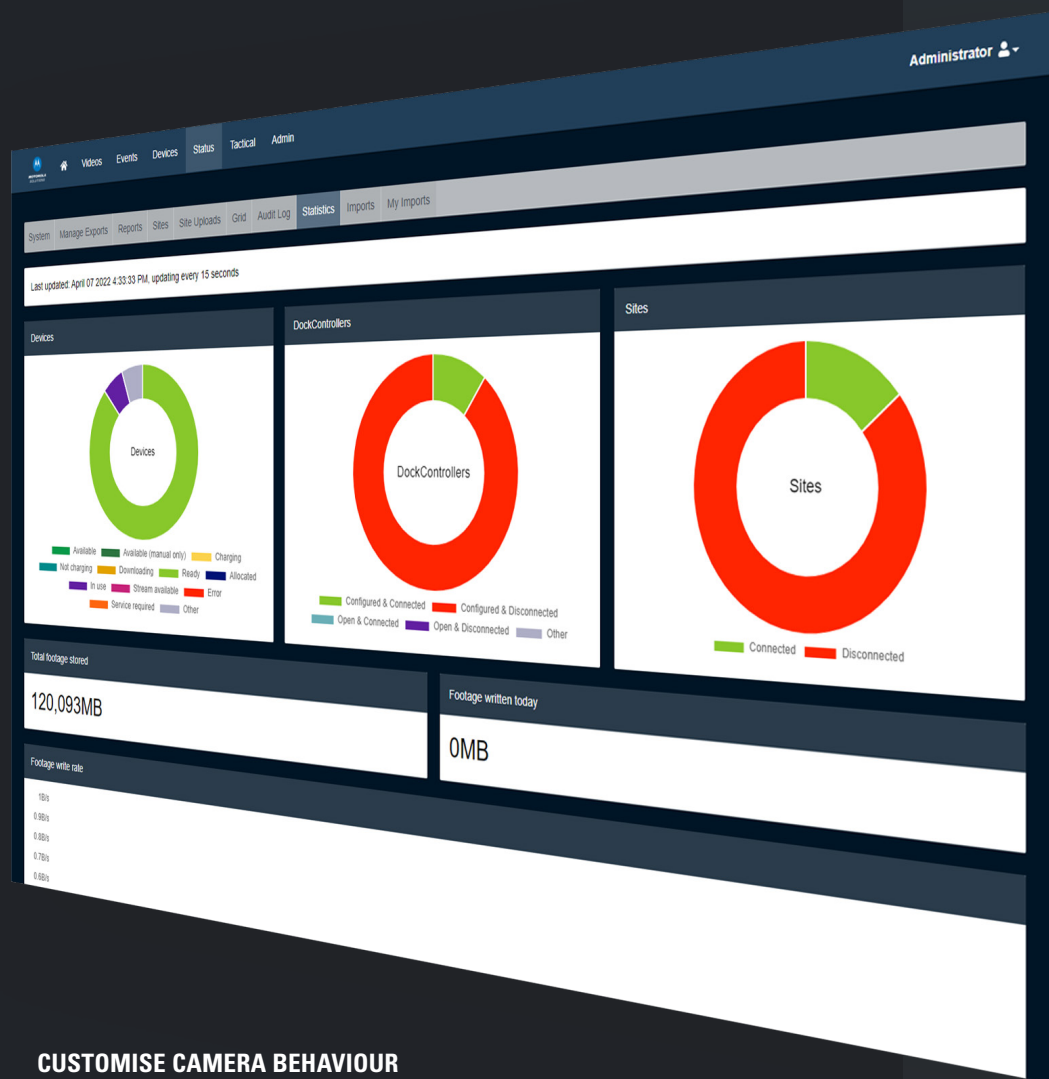 Administrator
MOTOROLA SOLUTIONS
Videos Events Devices Status Tactical Admin
System Manage Exports Reports Sites Site Uploads Grid Audit Log Statistics Imports My Imports
Last updated: April 07 2022 4:33:33 PM, updating every 15 seconds
Devices
Devices
Available Available (manual only) Charging
Not charging Downloading Ready Allocated
In use Stream available Error
Service required Other
DockControllers
DockControllers
Configured & Connected Configured & Disconnected
Open & Connected Open & Disconnected Other
Sites
Sites
Connected Disconnected
Total footage stored
120,093MB
Footage written today
0MB
Footage write rate
1B/s
0.9B/s
0.8B/s
0.7B/s
0.6B/s
CUSTOMISE CAMERA BEHAVIOUR